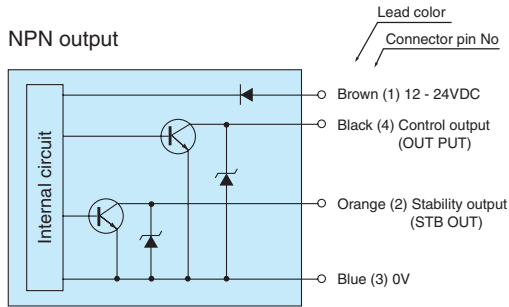 Lead color
NPN output
Connector pin No
Brown (1) 12 - 24VDC
Black (4) Control output
(OUT PUT)
Internal circuit
Orange (2) Stability output
(STB OUT)
Blue (3) 0V